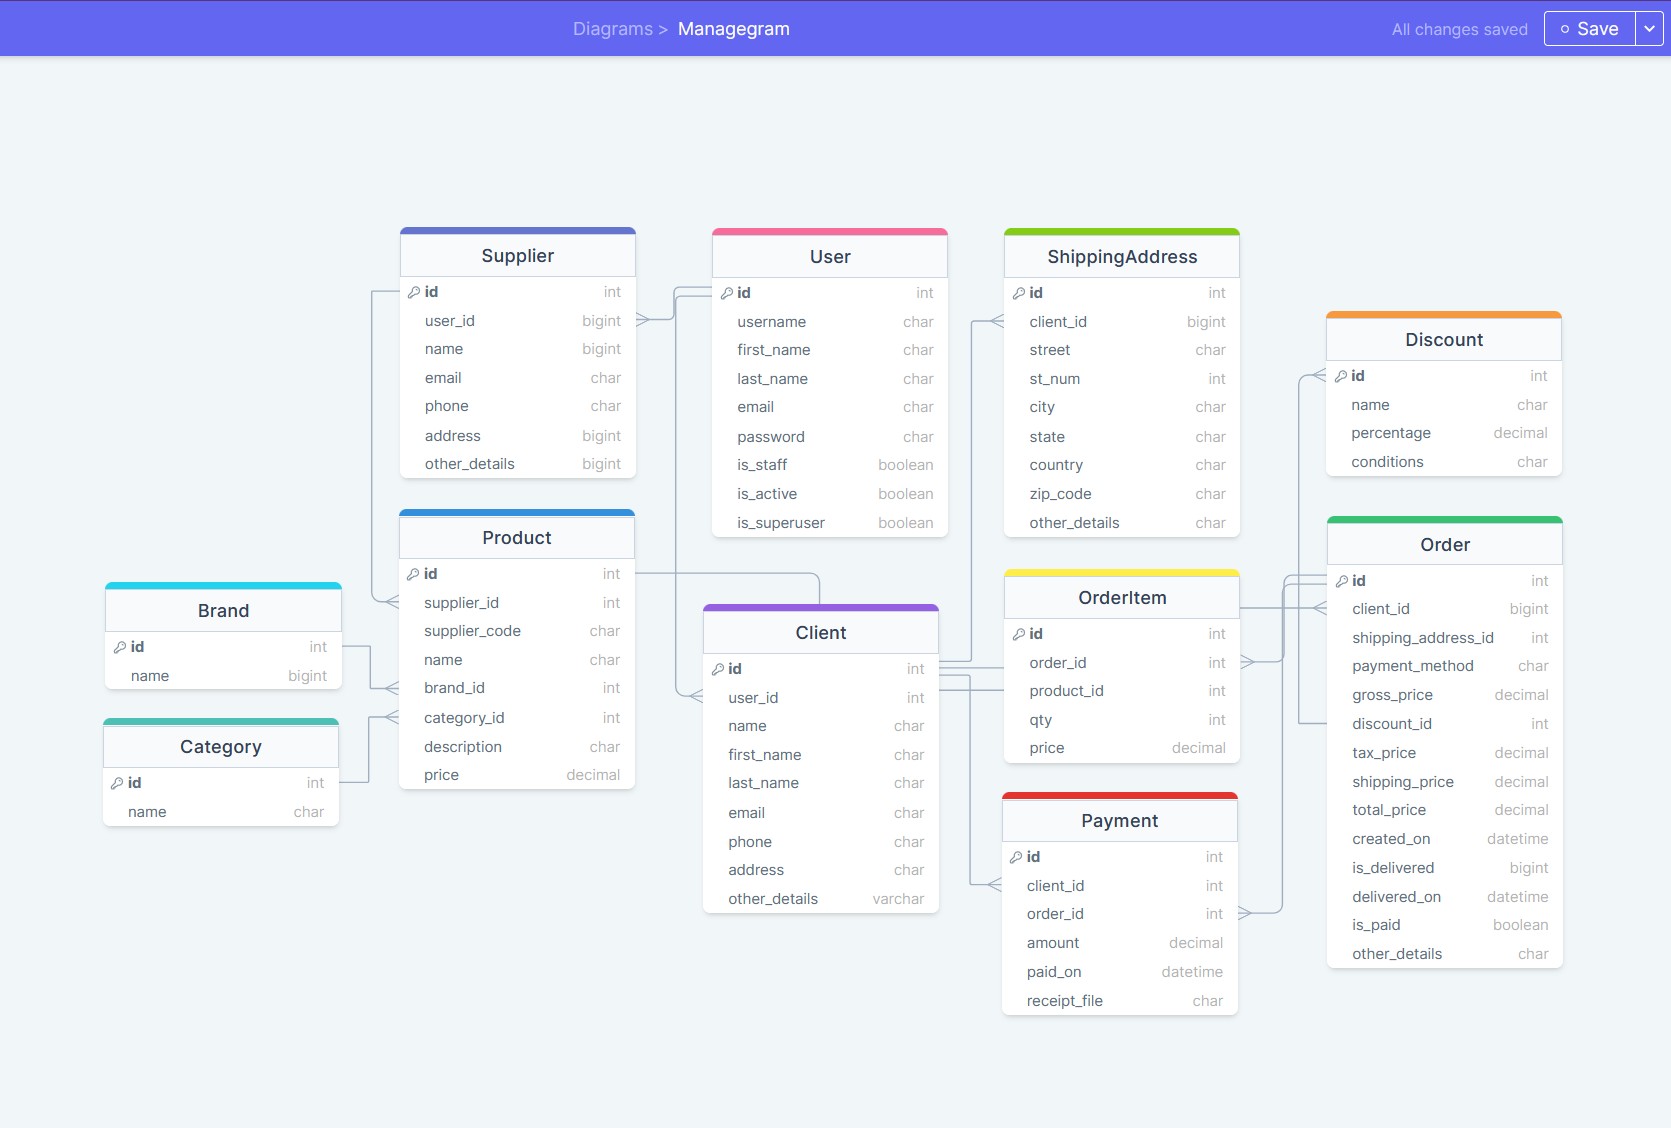 Diagrams > Managegram
All changes saved
Save
Supplier
id int
user_id bigint
name bigint
email char
phone char
address bigint
other_details bigint
User
id int
username char
first_name char
last_name char
email char
password char
is_staff boolean
is_active boolean
is_superuser boolean
ShippingAddress
id int
client_id bigint
street char
st_num int
city char
state char
country char
zip_code char
other_details char
Discount
id int
name char
percentage decimal
conditions char
Product
id int
supplier_id int
supplier_code char
name char
brand_id int
category_id int
description char
price decimal
Brand
id int
name bigint
Category
id int
name char
Client
id int
user_id int
name char
first_name char
last_name char
email char
phone char
address char
other_details varchar
OrderItem
id int
order_id int
product_id int
qty int
price decimal
Payment
id int
client_id int
order_id int
amount decimal
paid_on datetime
receipt_file char
Order
id int
client_id bigint
shipping_address_id int
payment_method char
gross_price decimal
discount_id int
tax_price decimal
shipping_price decimal
total_price decimal
created_on datetime
is_delivered bigint
delivered_on datetime
is_paid boolean
other_details char